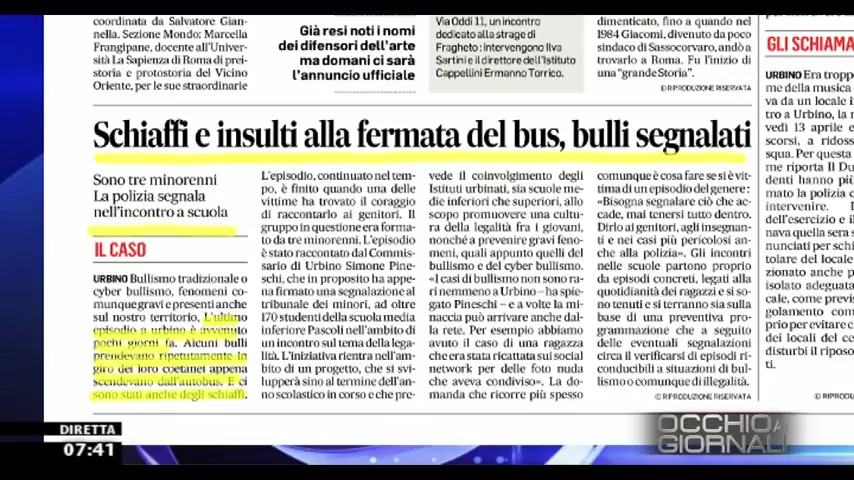 coordinata da Salvatore Gian-
nella. Sezione Mondo: Marcella
Frangipane, docente all'Univer-
sità La Sapienza di Roma di prei-
storia e protostoria del Vicino
Oriente, per le sue straordinarie
Già resi noti i nomi
dei difensori dell'arte
ma domani ci sarà
l'annuncio ufficiale
Via Oddi 11, un incontro
dedicato alla strage di
Fragheto: intervengono Ilva
Sartini e il direttore dell'Istituto
Cappellini Ermanno Torrico.
dimenticato, fino a quando nel
1984 Giacomi, divenuto da poco
sindaco di Sassocorvaro, andò a
trovarlo a Roma. Fu l'inizio di
una "grande Storia".
© RIPRODUZIONE RISERVATA
Schiaffi e insulti alla fermata del bus, bulli segnalati
Sono tre minorenni
La polizia segnala
nell'incontro a scuola
IL CASO
URBINO Bullismo tradizionale o
cyber bullismo, fenomeni co-
munque gravi e presenti anche
sul nostro territorio. L'ultimo
episodio a urbino è avvenuto
pochi giorni fa. Alcuni bulli
prendevano ripetutamente in
giro dei loro coetanei appena
scendevano dall'autobus. E ci
sono stati anche degli schiaffi.
L'episodio, continuato nel tem-
po, è finito quando una delle
vittime ha trovato il coraggio
di raccontarlo ai genitori. Il
gruppo in questione era forma-
to da tre minorenni. L'episodio
è stato raccontato dal Commis-
sario di Urbino Simone Pine-
schi, che in proposito ha appe-
na firmato una segnalazione al
tribunale dei minori, ad oltre
170 studenti della scuola media
inferiore Pascoli nell'ambito di
un incontro sul tema della lega-
lità. L'iniziativa rientra nell'am-
bito di un progetto, che si svi-
lupperà sino al termine dell'an-
no scolastico in corso e che pre-
vede il coinvolgimento degli
Istituti urbinati, sia scuole me-
die inferiori che superiori, allo
scopo promuovere una cultu-
ra della legalità fra i giovani,
nonché a prevenire gravi feno-
meni, quali appunto quelli del
bullismo e del cyber bullismo.
«I casi di bullismo non sono ra-
ri nemmeno a Urbino - ha spie-
gato Pineschi - e a volte la mi-
naccia può arrivare anche dal-
la rete. Per esempio abbiamo
avuto il caso di una ragazza
che era stata ricattata sui social
network per delle foto nuda
che aveva condiviso». La do-
manda che ricorre più spesso
comunque è cosa fare se si è vit-
tima di un episodio del genere:
«Bisogna segnalare ciò che ac-
cade, mai tenersi tutto dentro.
Dirlo ai genitori, agli insegnan-
ti e nei casi più pericolosi an-
che alla polizia». Gli incontri
nelle scuole partono proprio
da episodi concreti, legati alla
quotidianità dei ragazzi e si so-
no tenuti e si terranno sia sulla
base di una preventiva pro-
grammazione che a seguito
delle eventuali segnalazioni
circa il verificarsi di episodi ri-
conducibili a situazioni di bul-
lismo o comunque di illegalità.
© RIPRODUZIONE RISERVATA
GLI SCHIAMA
URBINO Era tropp
me della musica
va da un locale i
tro a Urbino, la n
vedì 13 aprile e
scorsi, a ridoss
squa. Per questa
me riporta Il Du
denti hanno più
mato la polizia c
intervenire. I
dell'esercizio e il
nava quella sera s
nunciati per schi
tolare del locale
zionato anche p
isolato adeguata
cale, come previs
golamento com
prio per evitare c
denti dei locali del ce
disturbi il riposo
ti.
DIRETTA
07:41
OCCHIO AI
GIORNALI